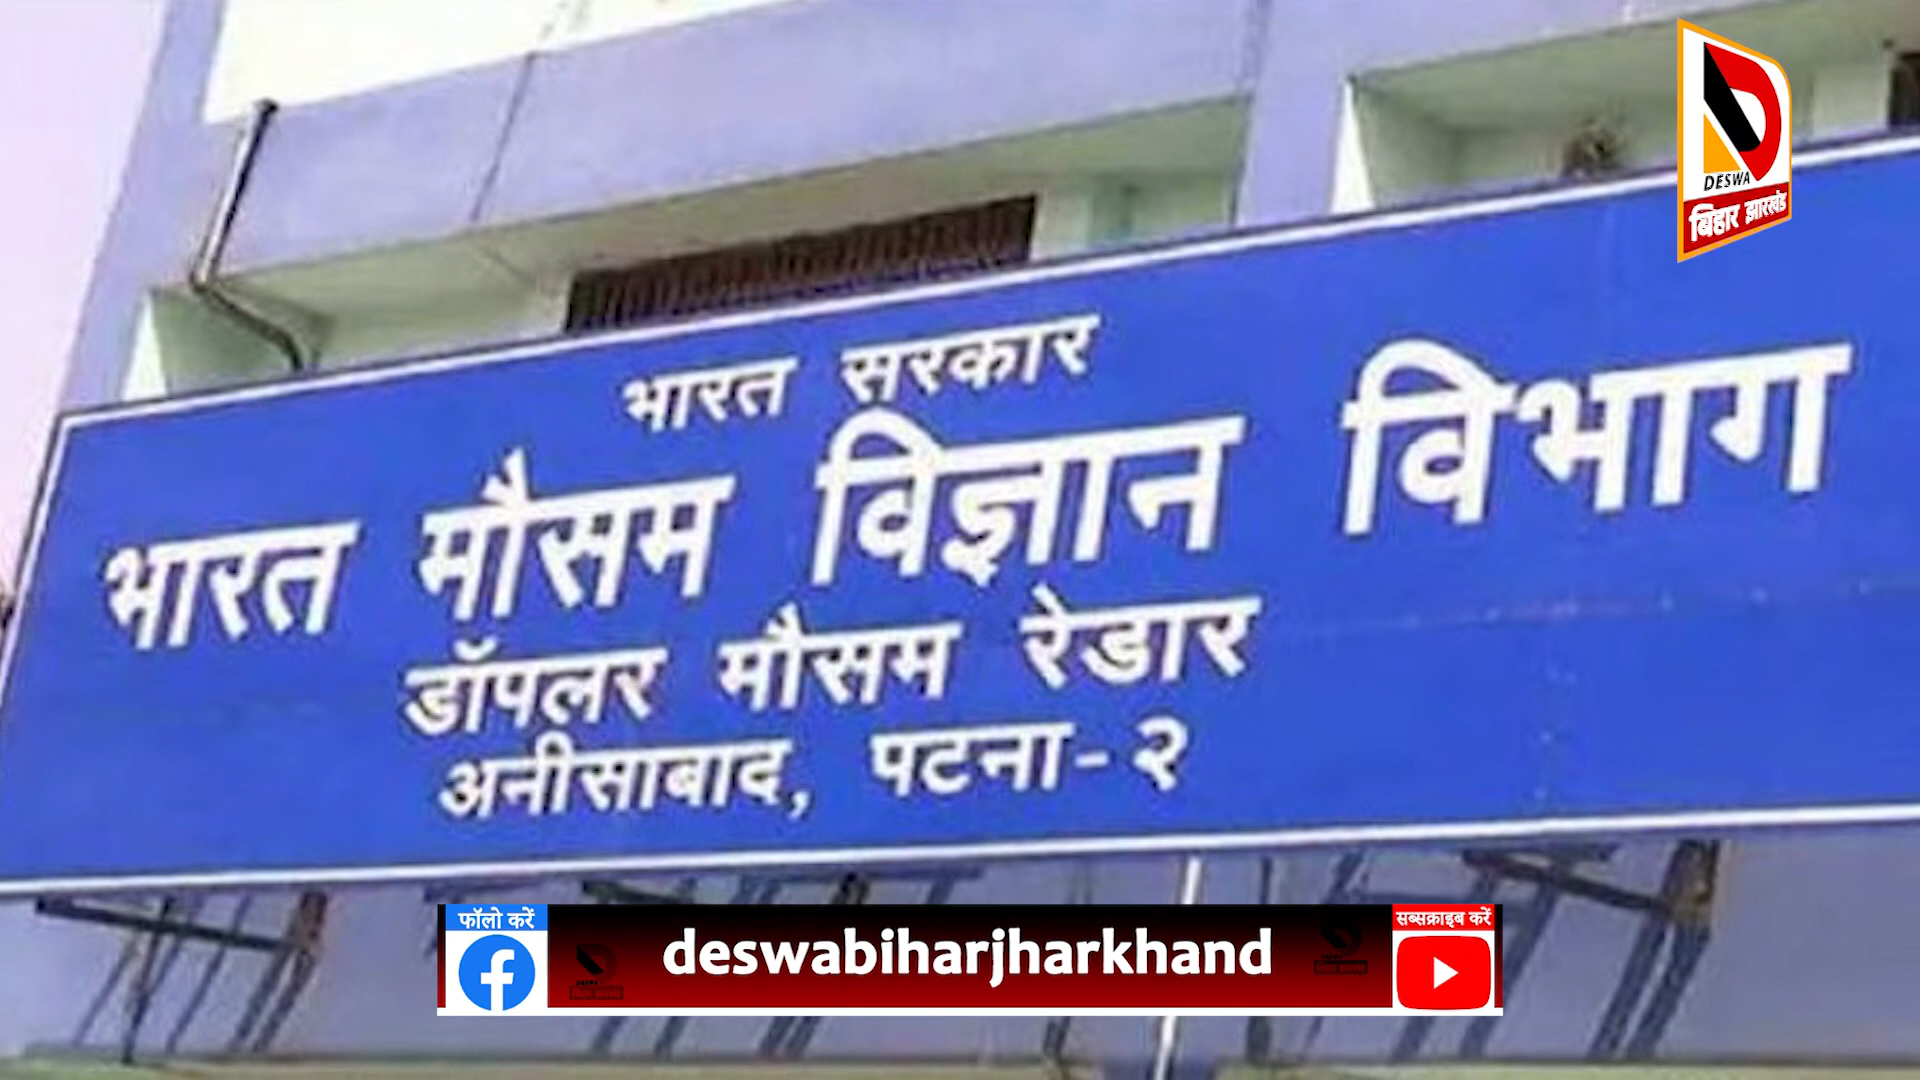 DESWA
बिहार झारखंड
भारत सरकार
भारत मौसम विज्ञान विभाग
डॉपलर मौसम रेडार
अनीसाबाद, पटना-२
फॉलो करें
deswabiharjharkhand
सब्सक्राइब करें